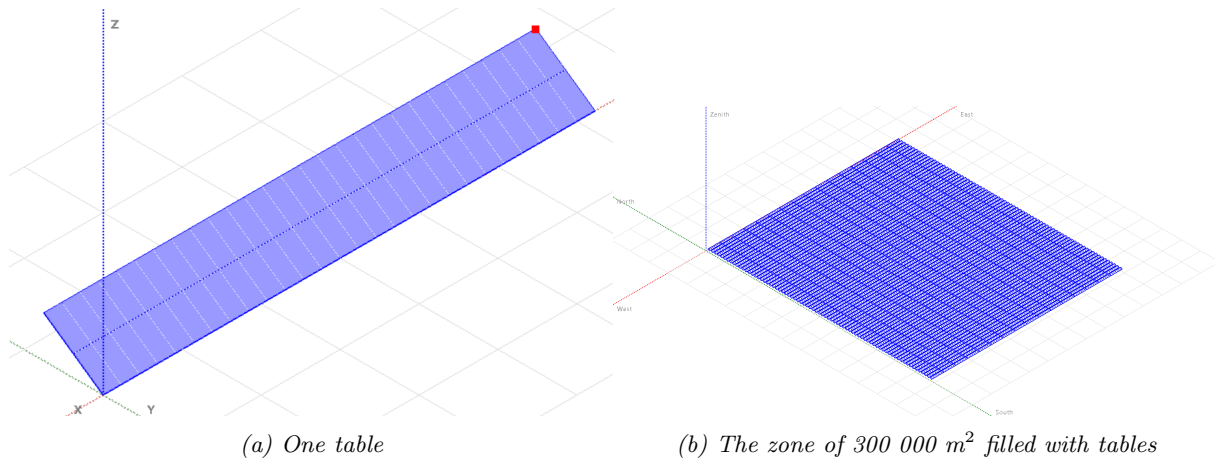 Z
X
Y
Zenith
East
North
West
South
(a) One table
(b) The zone of 300 000 m² filled with tables